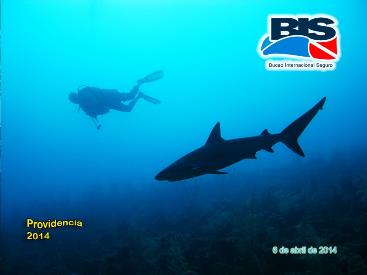 BIS
Buceo Internacional Seguro
Providencia
2014
6 de abril de 2014